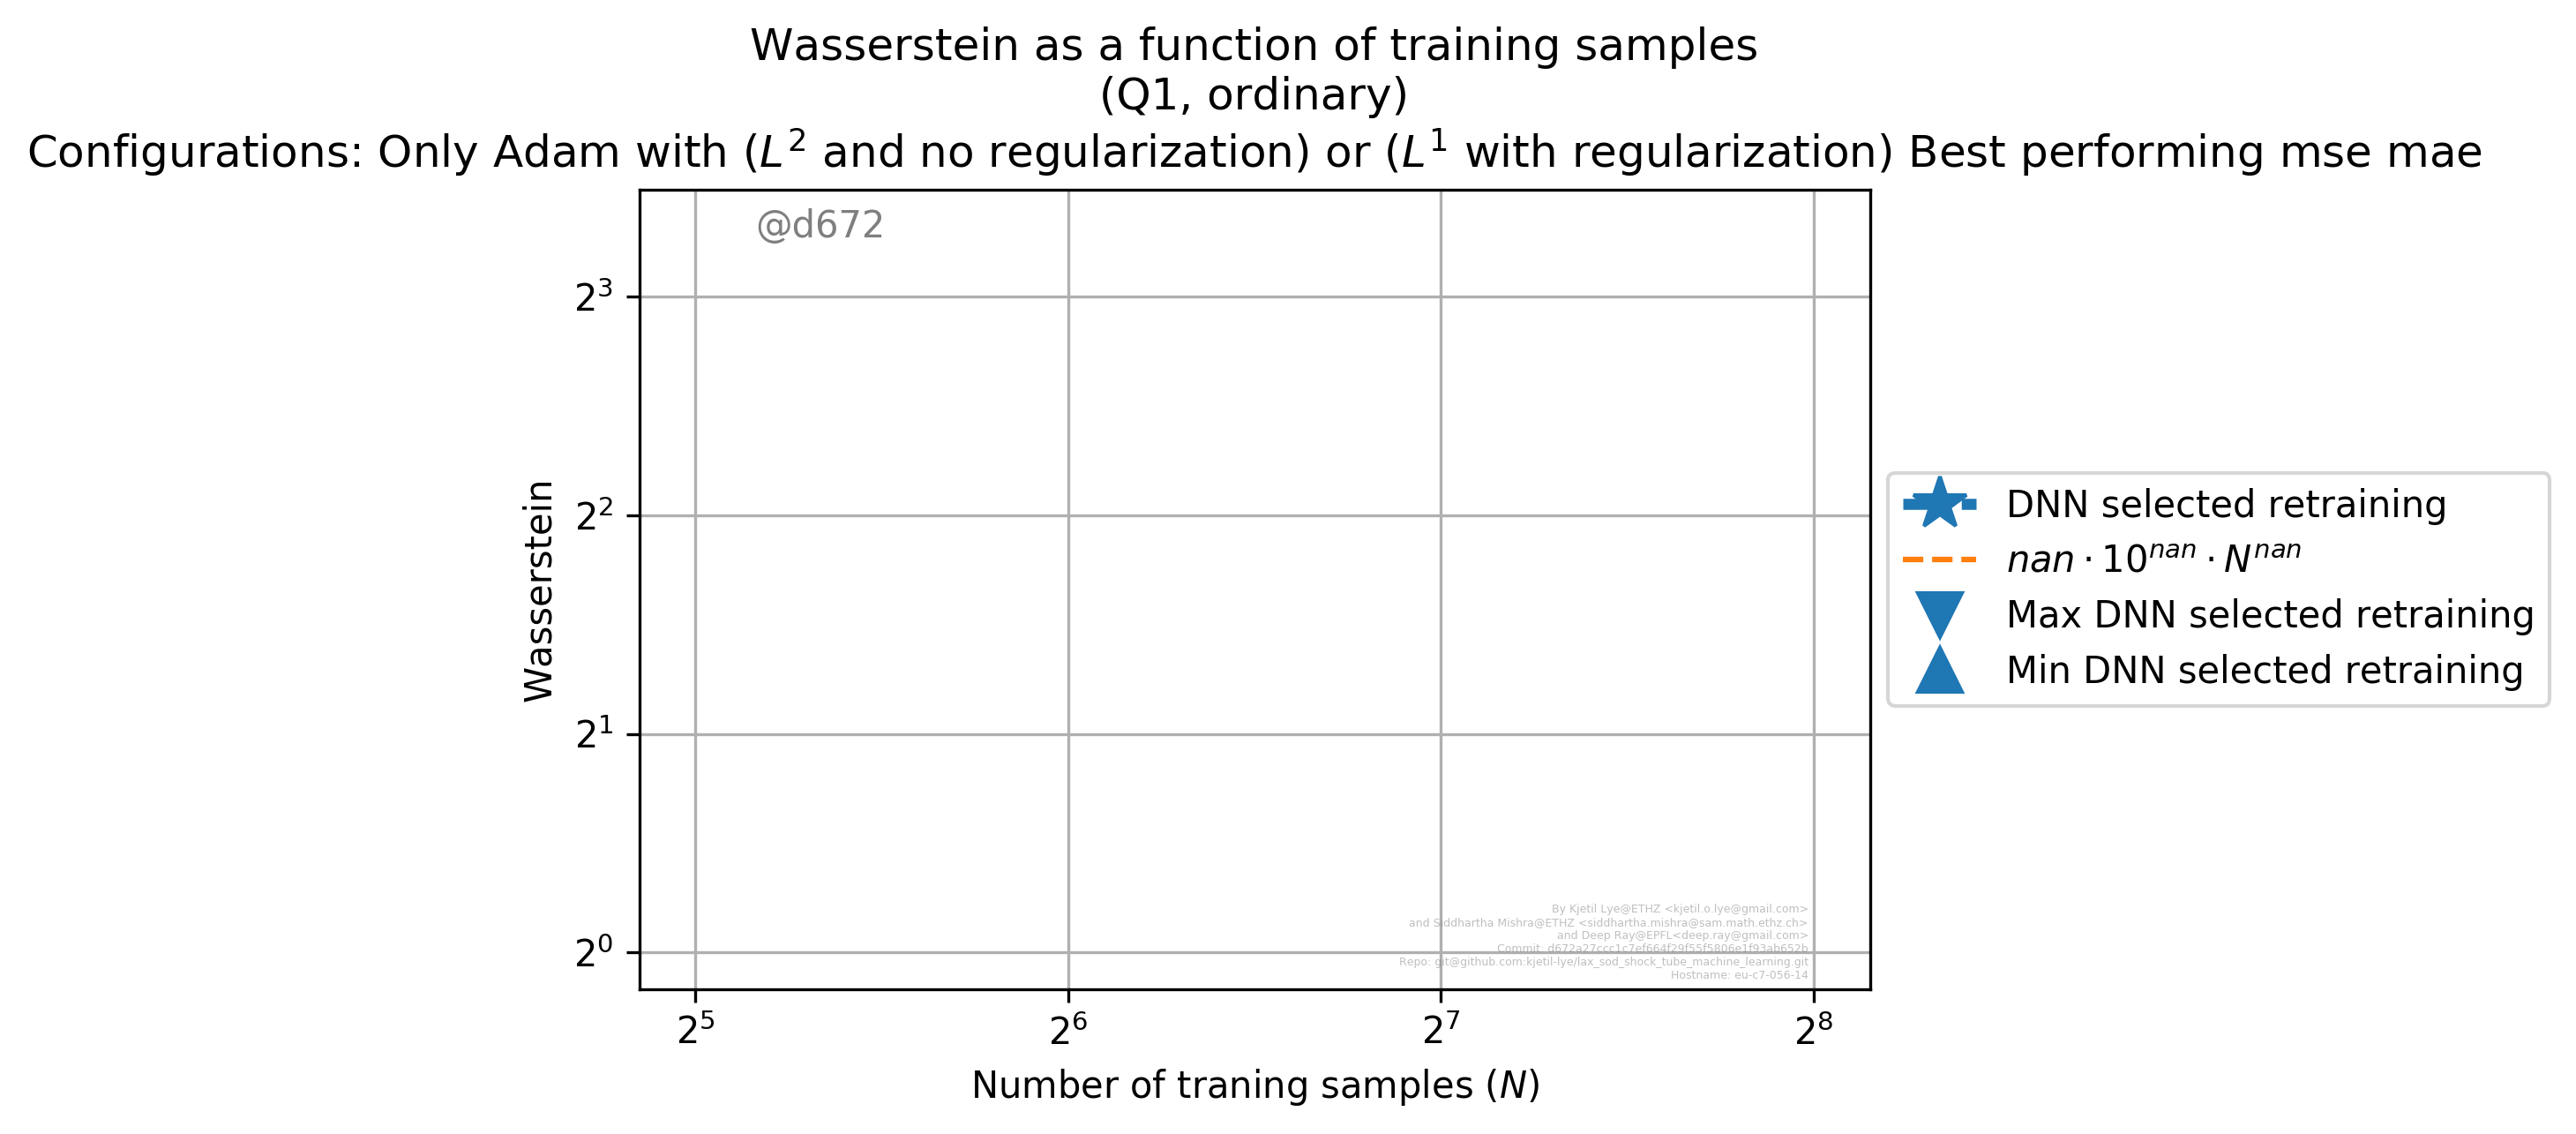 Wasserstein as a function of training samples
(Q1, ordinary)
Configurations: Only Adam with (L² and no regularization) or (L¹ with regularization) Best performing mse mae
@d672
2³
2²
2¹
2⁰
Wasserstein
2⁵ 2⁶ 2⁷ 2⁸
Number of traning samples (N)
DNN selected retraining
nan · 10ⁿᵃⁿ · Nⁿᵃⁿ
Max DNN selected retraining
Min DNN selected retraining
By Kjetil Lye@ETHZ <kjetil.o.lye@gmail.com>
and Siddhartha Mishra@ETHZ <siddhartha.mishra@sam.math.ethz.ch>
and Deep Ray@EPFL<deep.ray@gmail.com>
Commit: d672a27ccc1c7ef664f29f55f5806e1f93ab652b
Repo: git@github.com:kjetil-lye/lax_sod_shock_tube_machine_learning.git
Hostname: eu-c7-056-14